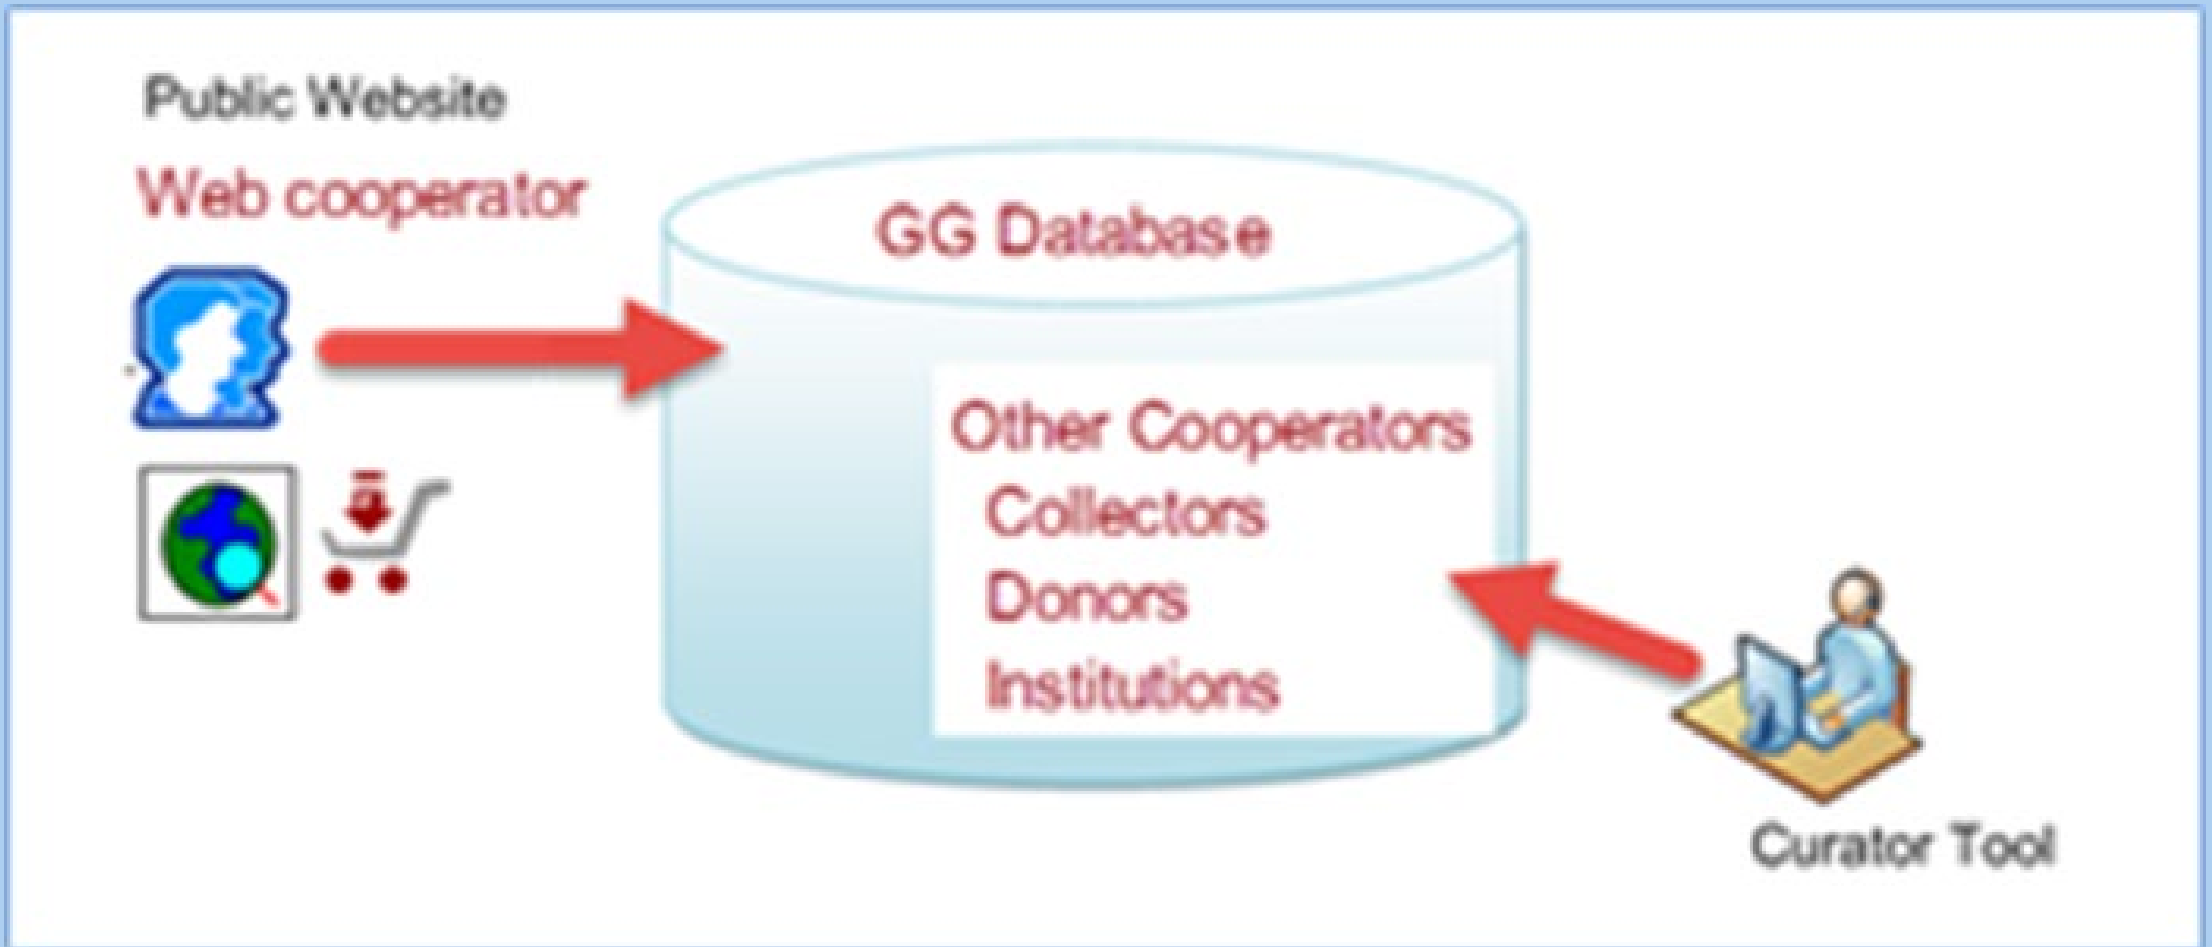 Public Website
Web cooperator
GG Database
Other Cooperators
Collectors
Donors
Institutions
Curator Tool